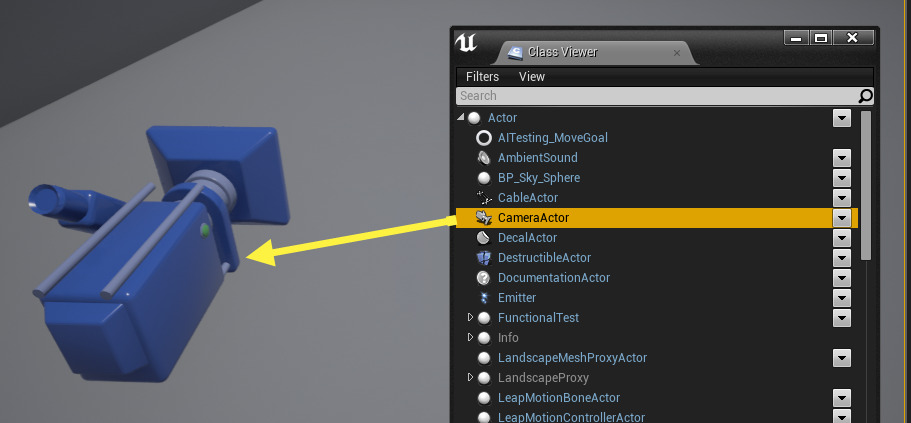 Class Viewer
Filters View
Search
Actor
AITesting_MoveGoal
AmbientSound
BP_Sky_Sphere
CableActor
CameraActor
DecalActor
DestructibleActor
DocumentationActor
Emitter
FunctionalTest
Info
LandscapeMeshProxyActor
LandscapeProxy
LeapMotionBoneActor
LeapMotionControllerActor